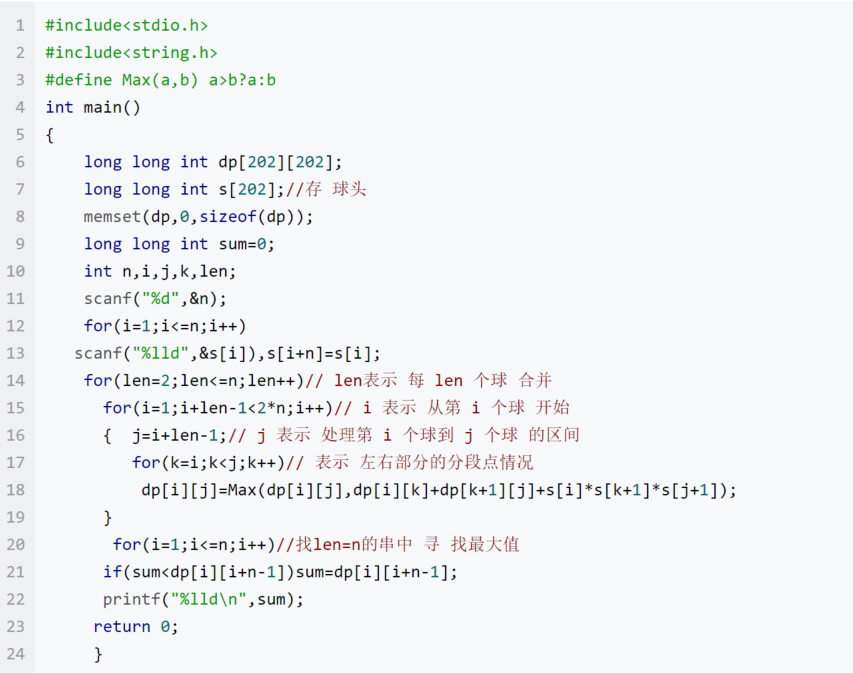 1 #include<stdio.h>
2 #include<string.h>
3 #define Max(a,b) a>b?a:b
4 int main()
5 {
6     long long int dp[202][202];
7     long long int s[202];//存 球头
8     memset(dp,0,sizeof(dp));
9     long long int sum=0;
10     int n,i,j,k,len;
11     scanf("%d",&n);
12     for(i=1;i<=n;i++)
13    scanf("%lld",&s[i]),s[i+n]=s[i];
14     for(len=2;len<=n;len++)// len表示 每 len 个球 合并
15       for(i=1;i+len-1<2*n;i++)// i 表示 从第 i 个球 开始
16       {  j=i+len-1;// j 表示 处理第 i 个球到 j 个球 的区间
17          for(k=i;k<j;k++)// 表示 左右部分的分段点情况
18           dp[i][j]=Max(dp[i][j],dp[i][k]+dp[k+1][j]+s[i]*s[k+1]*s[j+1]);
19       }
20        for(i=1;i<=n;i++)//找len=n的串中 寻 找最大值
21       if(sum<dp[i][i+n-1])sum=dp[i][i+n-1];
22       printf("%lld\n",sum);
23      return 0;
24      }